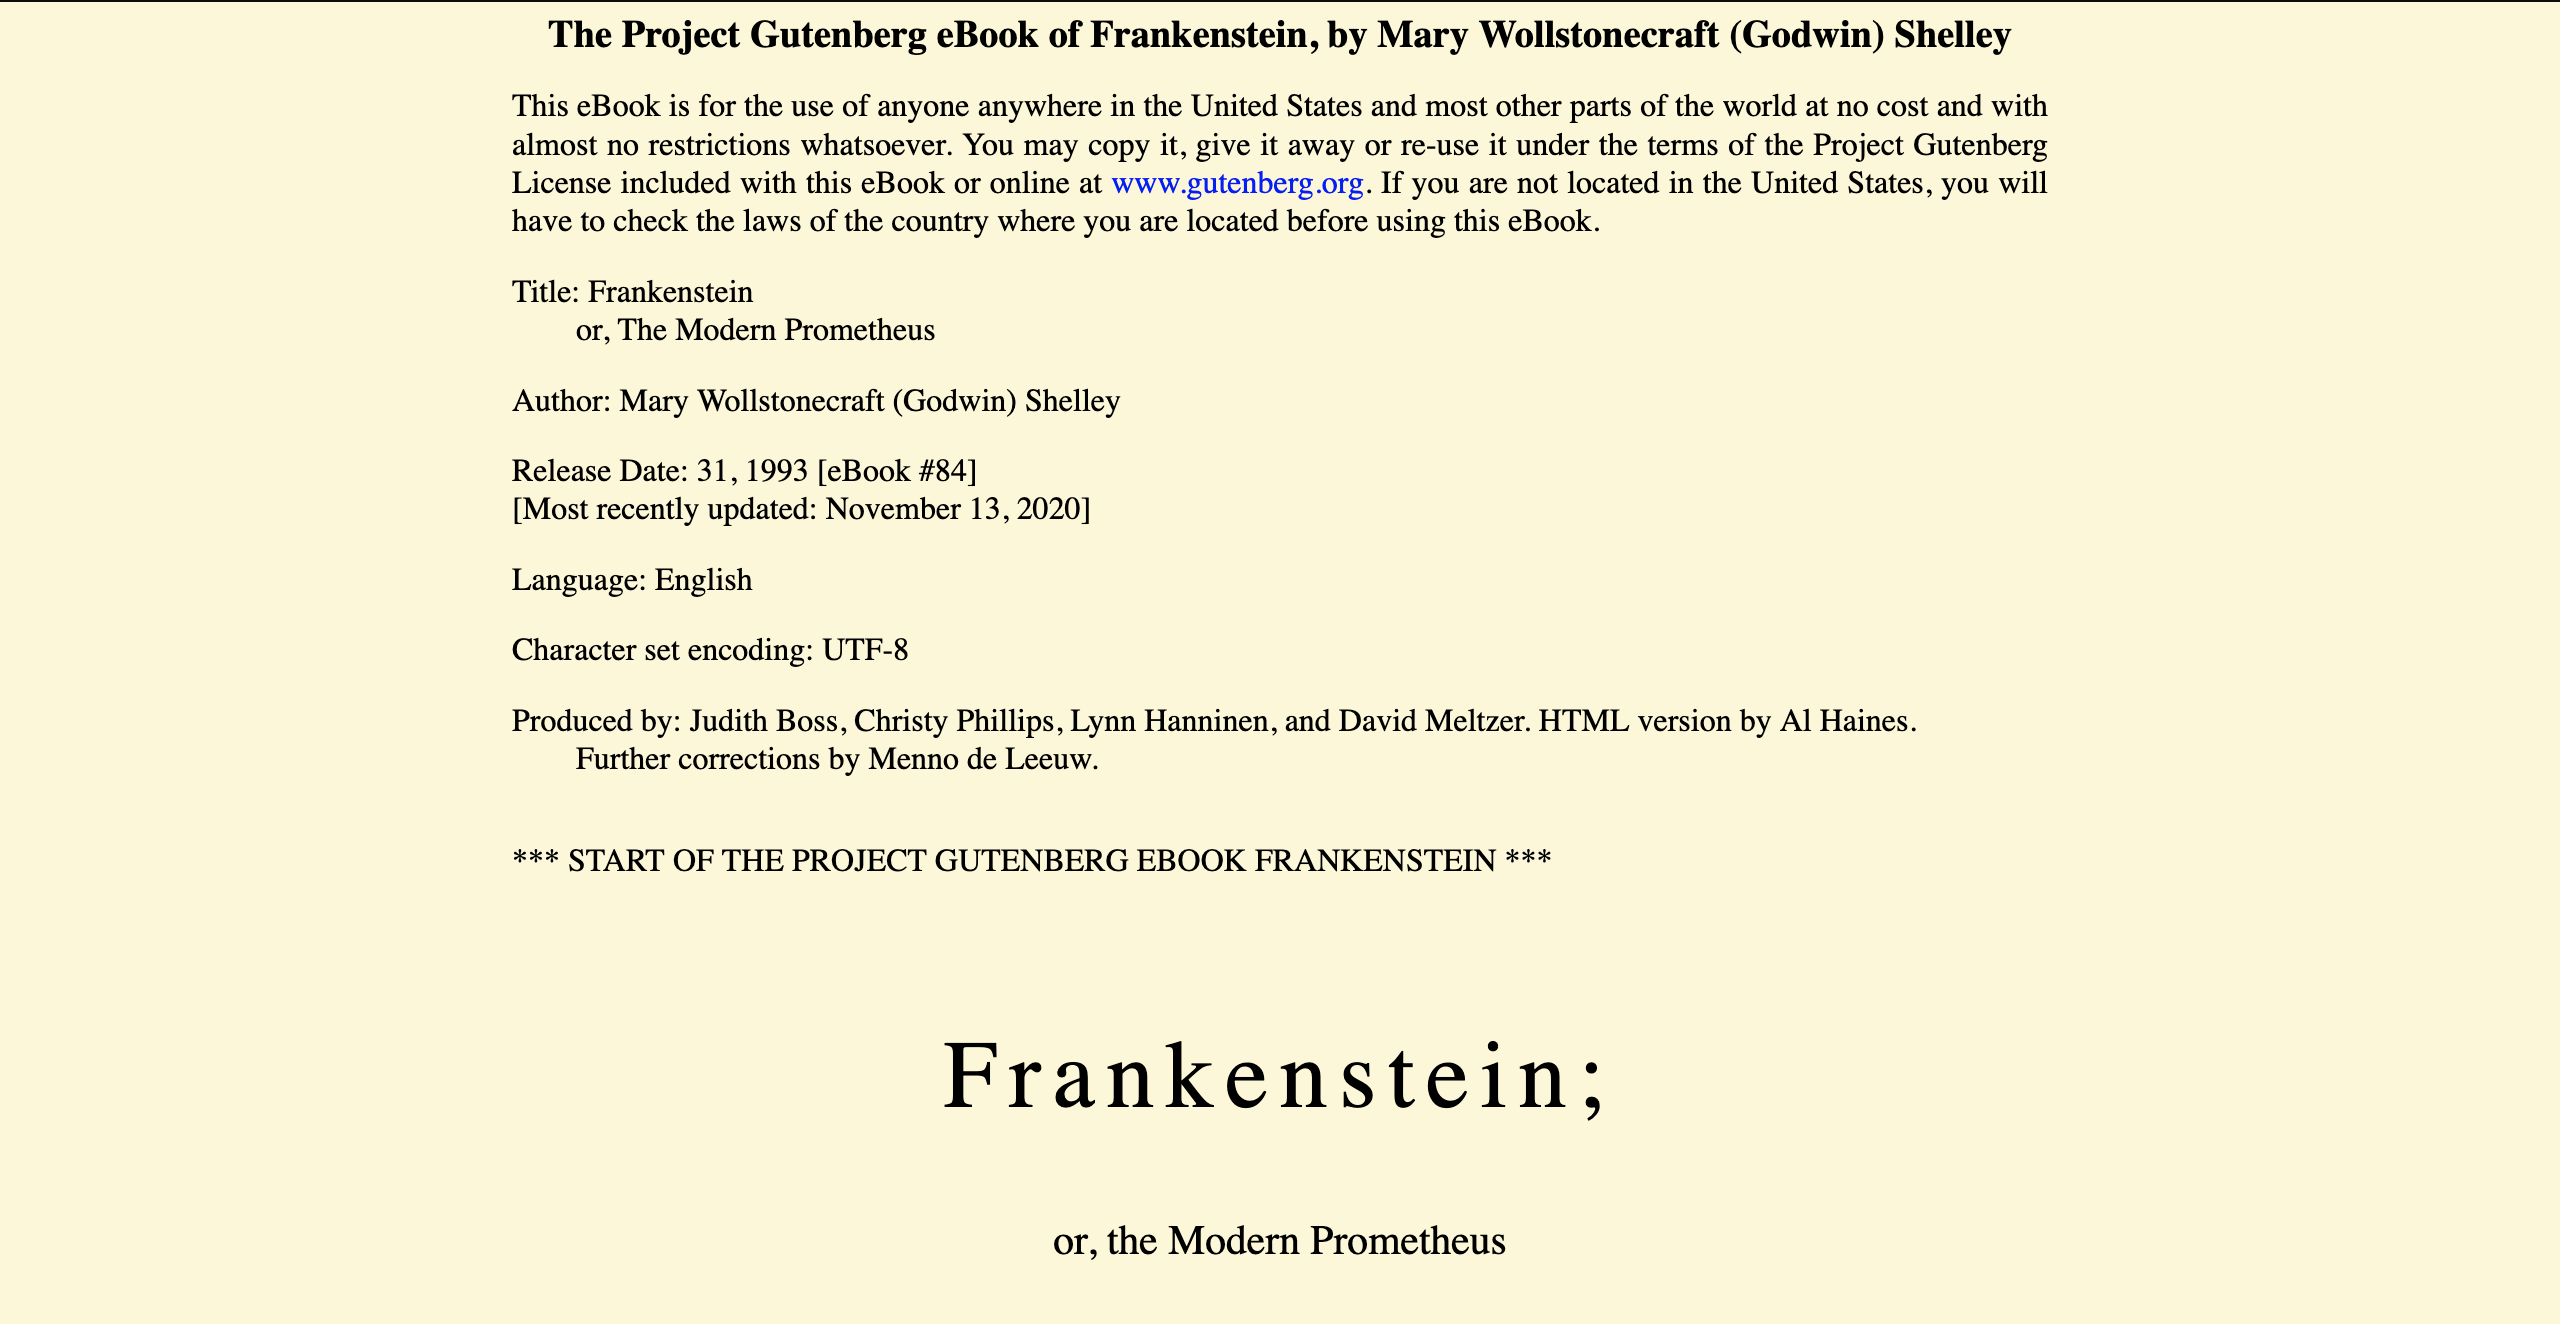 The Project Gutenberg eBook of Frankenstein, by Mary Wollstonecraft (Godwin) Shelley
This eBook is for the use of anyone anywhere in the United States and most other parts of the world at no cost and with
almost no restrictions whatsoever. You may copy it, give it away or re-use it under the terms of the Project Gutenberg
License included with this eBook or online at www.gutenberg.org. If you are not located in the United States, you will
have to check the laws of the country where you are located before using this eBook.
Title: Frankenstein
or, The Modern Prometheus
Author: Mary Wollstonecraft (Godwin) Shelley
Release Date: 31, 1993 [eBook #84]
[Most recently updated: November 13, 2020]
Language: English
Character set encoding: UTF-8
Produced by: Judith Boss, Christy Phillips, Lynn Hanninen, and David Meltzer. HTML version by Al Haines.
Further corrections by Menno de Leeuw.
*** START OF THE PROJECT GUTENBERG EBOOK FRANKENSTEIN ***
Frankenstein;
or, the Modern Prometheus